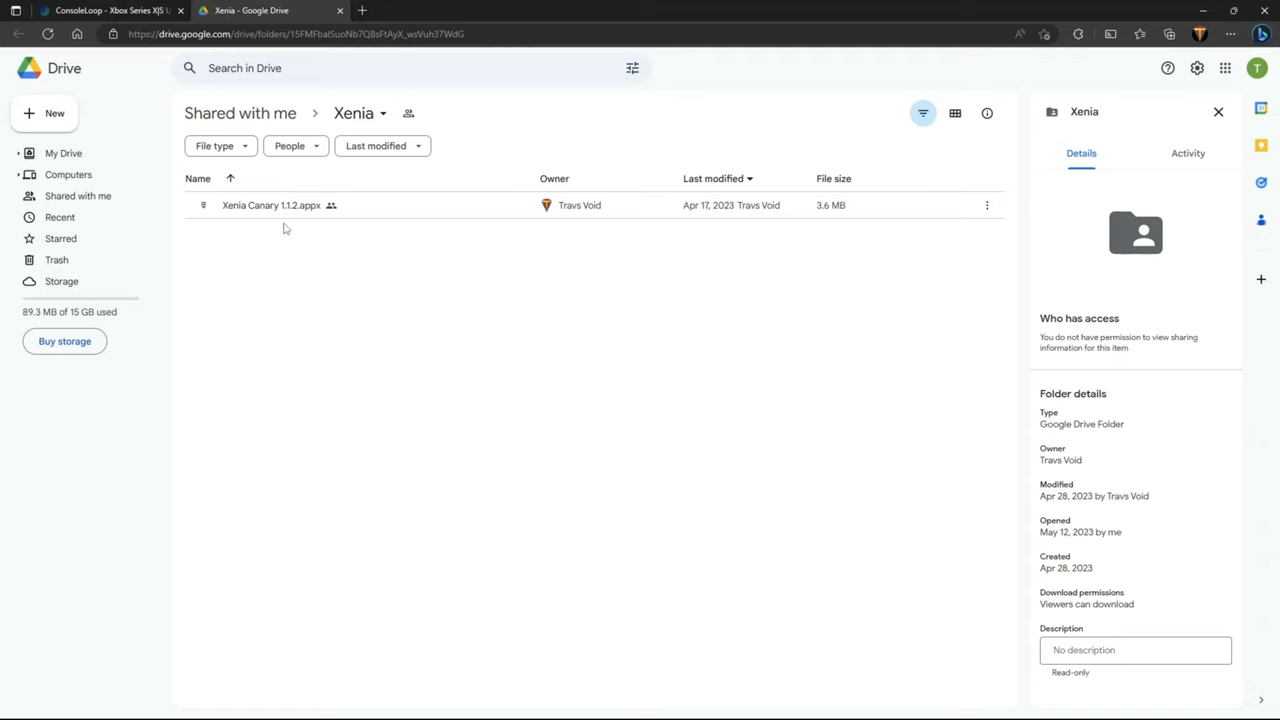 ConsoleLoop - Xbox Series X|S U
Xenia - Google Drive
https://drive.google.com/drive/folders/15FMFbaISuoNb7QBsFtAyX_wsVuh37WdG
Drive
Search in Drive
T
New
My Drive
Computers
Shared with me
Recent
Starred
Trash
Storage
89.3 MB of 15 GB used
Buy storage
Shared with me
Xenia
File type
People
Last modified
Name
Owner
Last modified
File size
Xenia Canary 1.1.2.appx
Travs Void
Apr 17, 2023 Travs Void
3.6 MB
Xenia
Details
Activity
Who has access
You do not have permission to view sharing
information for this item
Folder details
Type
Google Drive Folder
Owner
Travs Void
Modified
Apr 28, 2023 by Travs Void
Opened
May 12, 2023 by me
Created
Apr 28, 2023
Download permissions
Viewers can download
Description
No description
Read-only